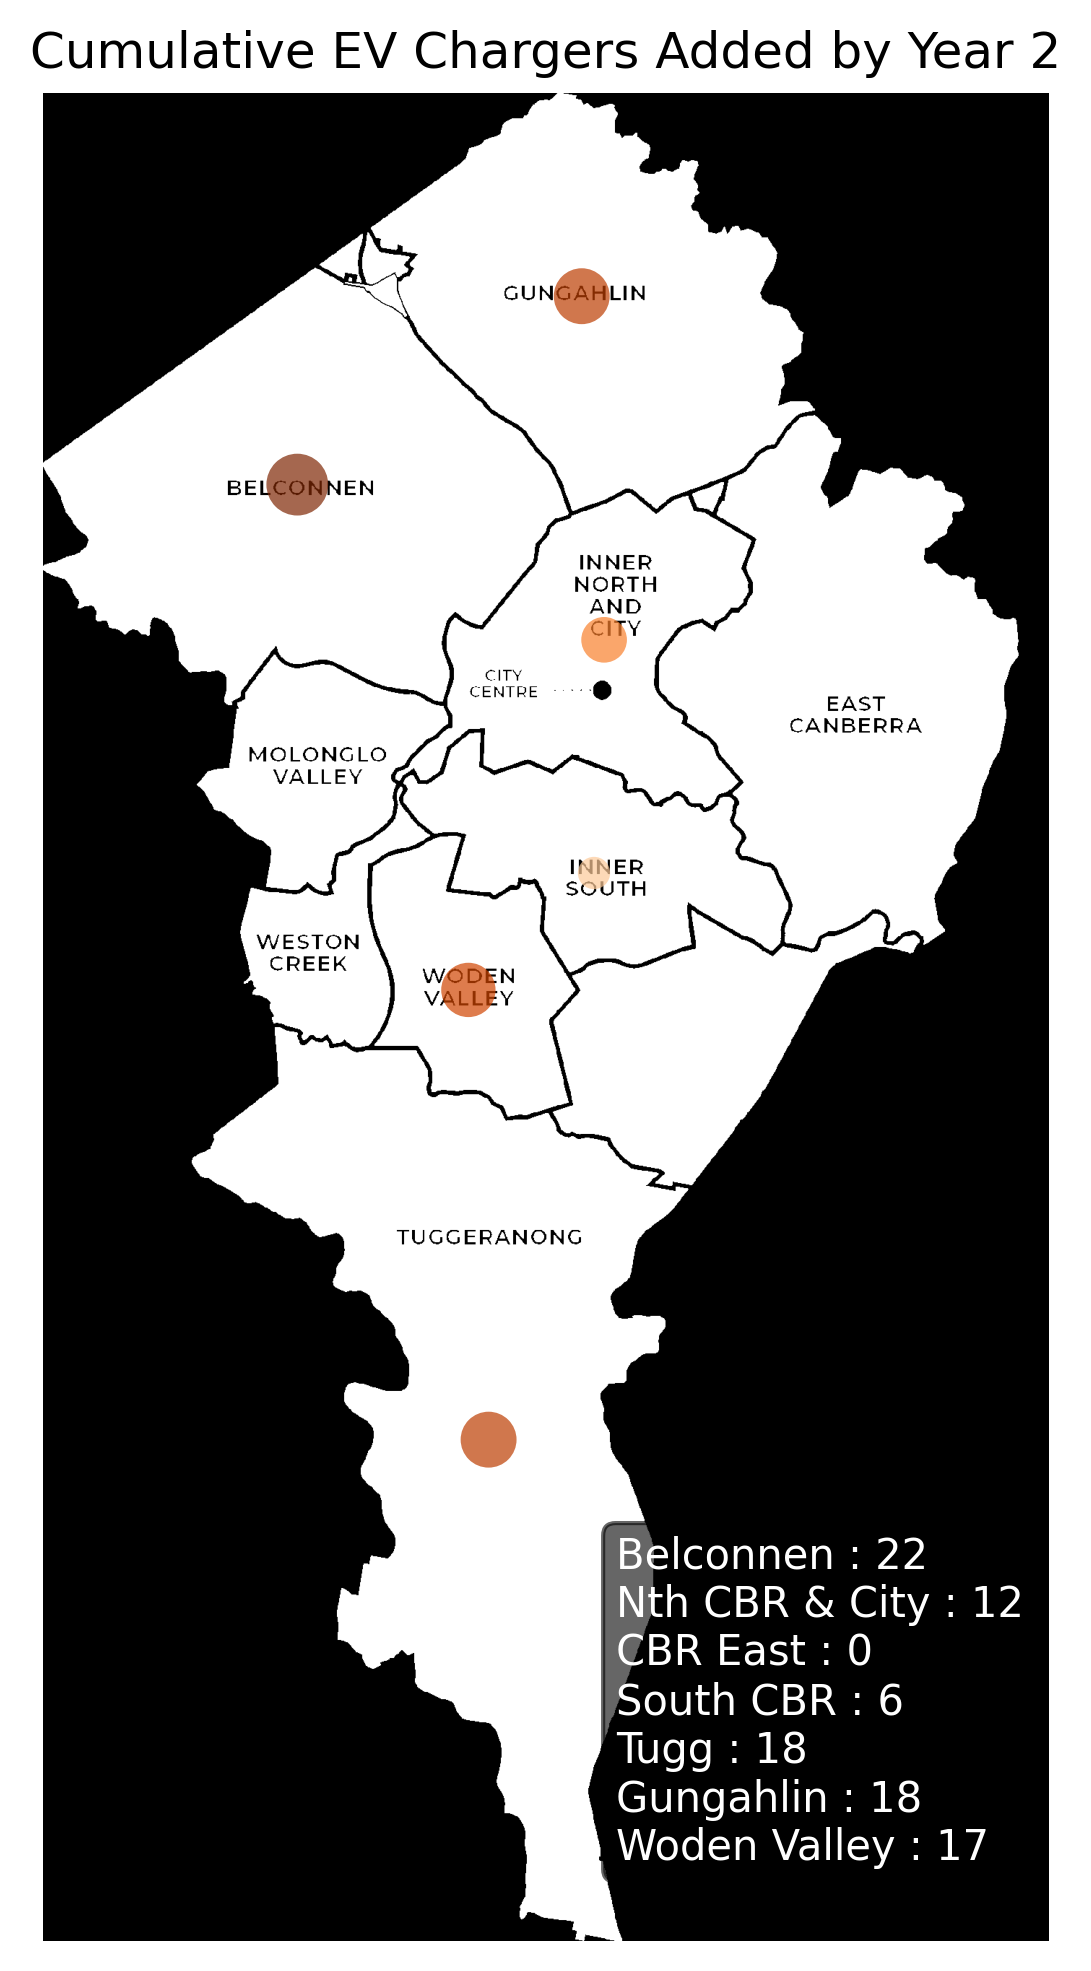 Cumulative EV Chargers Added by Year 2
GUNGAHLIN
BELCONNEN
INNER
NORTH
AND
CITY
CITY
CENTRE
EAST
CANBERRA
MOLONGLO
VALLEY
INNER
SOUTH
WESTON
CREEK
WODEN
VALLEY
TUGGERANONG
Belconnen : 22
Nth CBR & City : 12
CBR East : 0
South CBR : 6
Tugg : 18
Gungahlin : 18
Woden Valley : 17